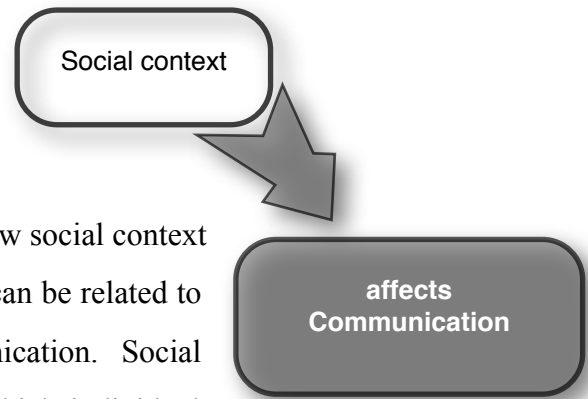 Social context
w social context
can be related to
nication. Social
affects
Communication